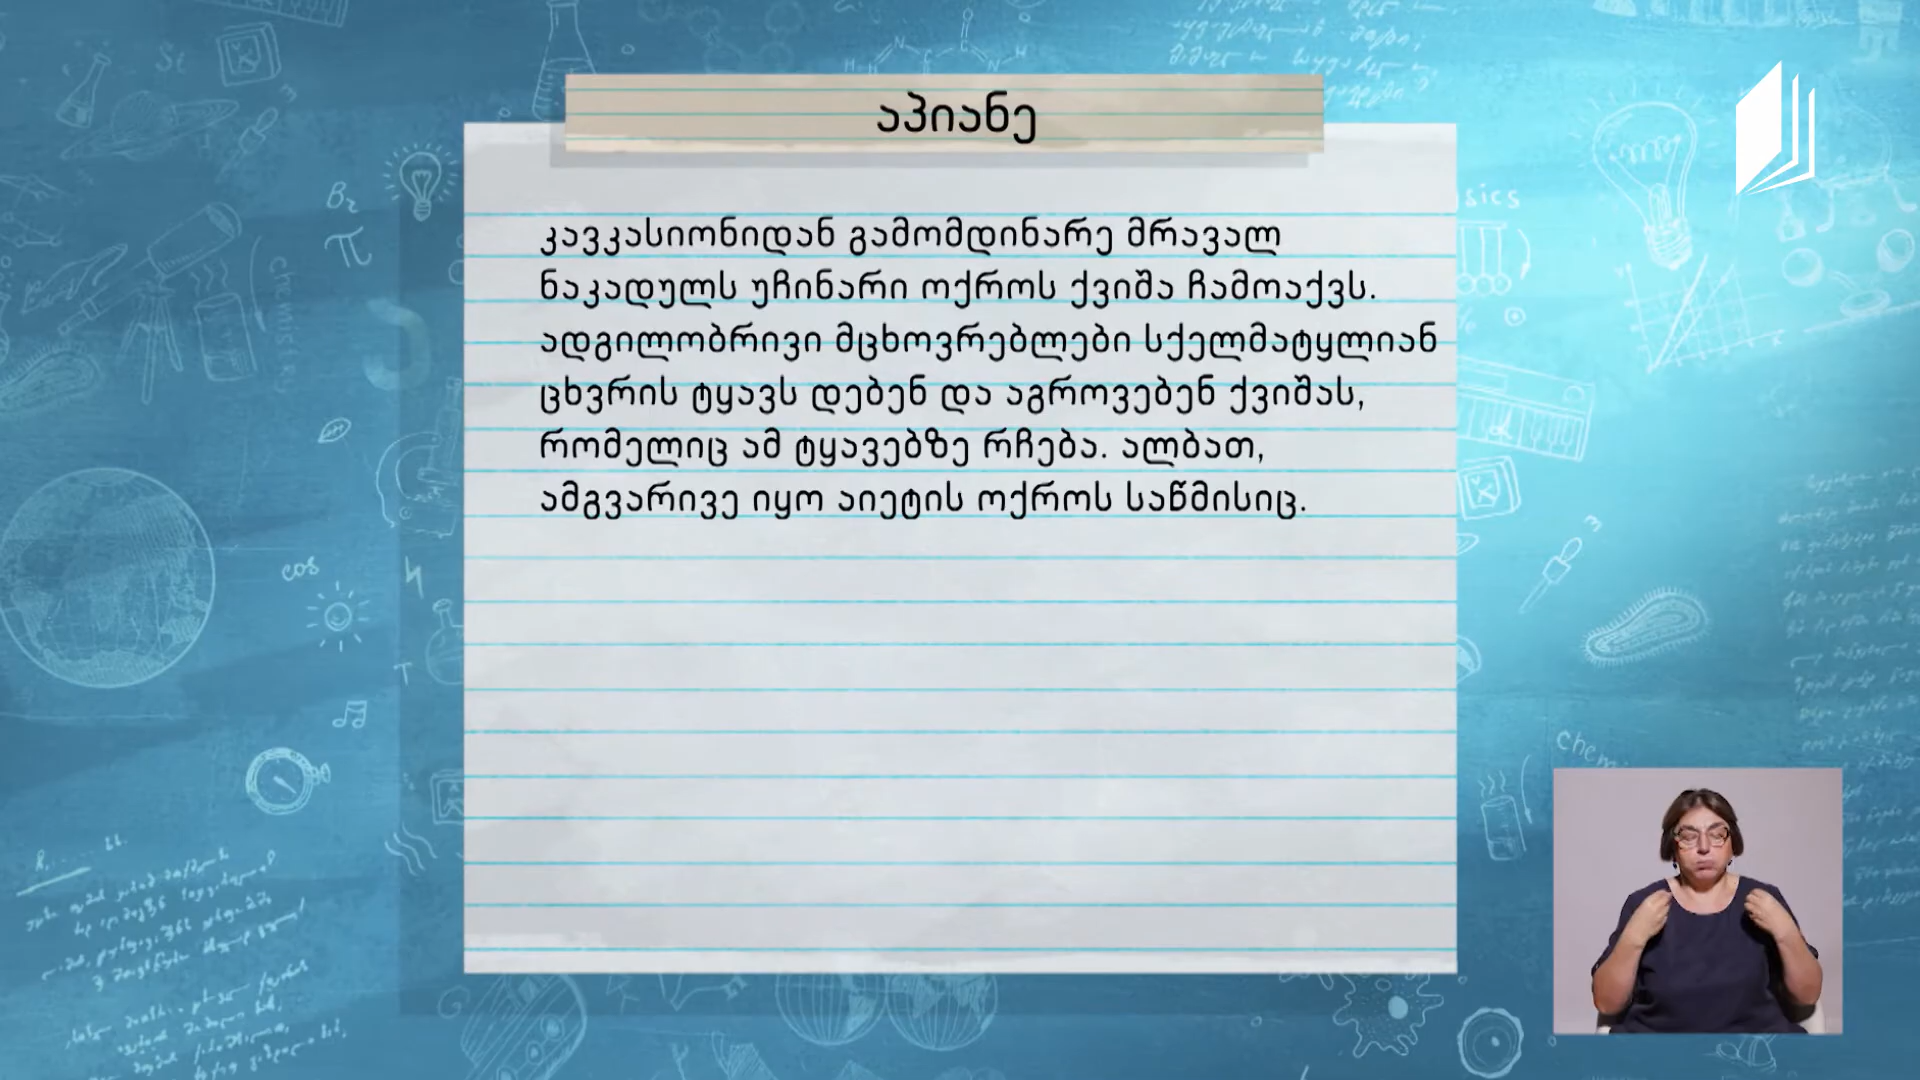 აპიანე
კავკასიონიდან გამომდინარე მრავალ
ნაკადულს უჩინარი ოქროს ქვიშა ჩამოაქვს.
ადგილობრივი მცხოვრებლები სქელმატყლიან
ცხვრის ტყავს დებენ და აგროვებენ ქვიშას,
რომელიც ამ ტყავებზე რჩება. ალბათ,
ამგვარივე იყო აიეტის ოქროს საწმისიც.